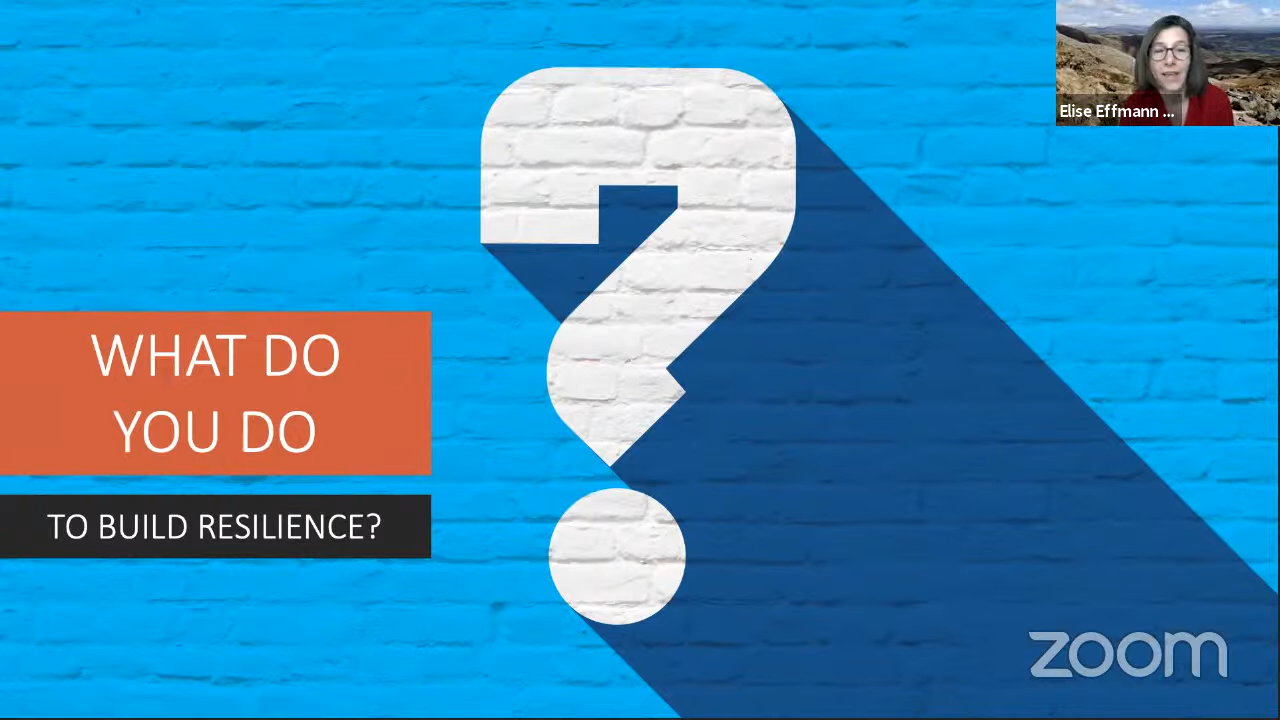 Elise Effmann ...
WHAT DO
YOU DO
TO BUILD RESILIENCE?
zoom